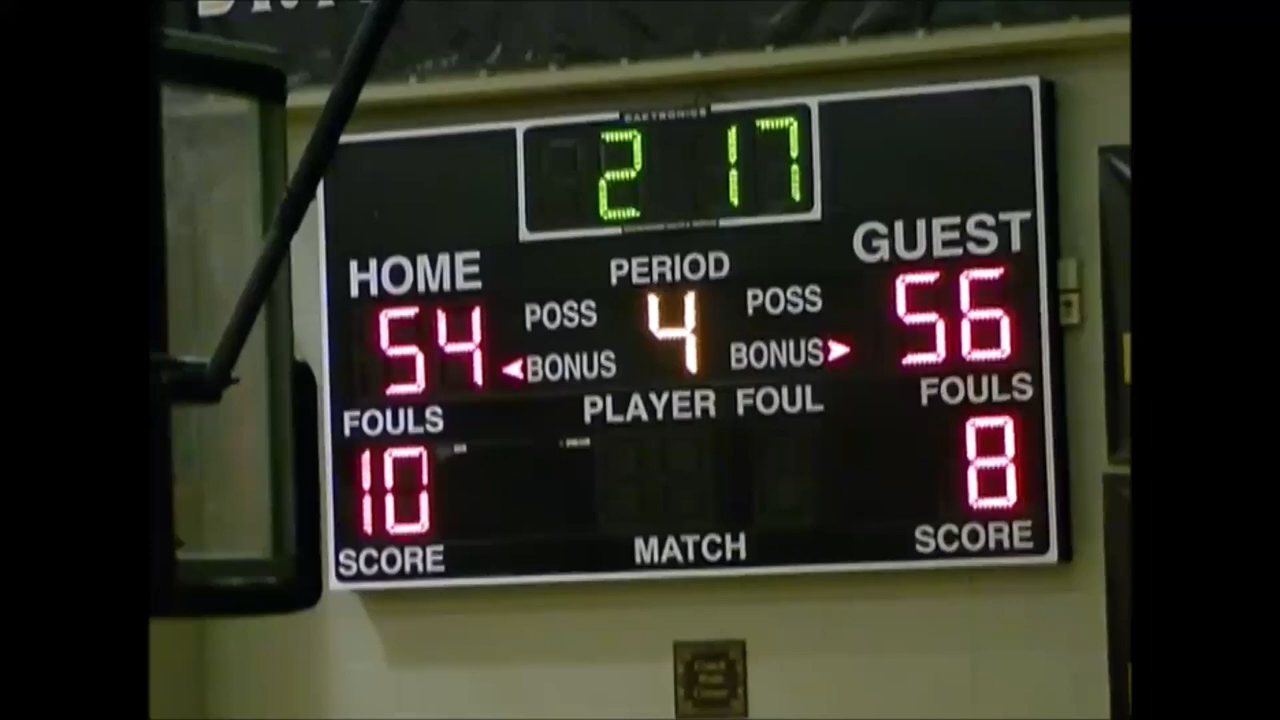 DAKTRONICS
2 17
HOME PERIOD GUEST
54 POSS 4 POSS 56
◄BONUS BONUS►
FOULS PLAYER FOUL FOULS
10 8
SCORE MATCH SCORE